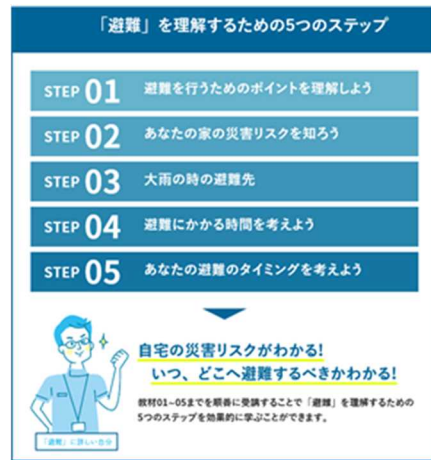 「避難」を理解するための5つのステップ
STEP 01 避難を行うためのポイントを理解しよう
STEP 02 あなたの家の災害リスクを知ろう
STEP 03 大雨の時の避難先
STEP 04 避難にかかる時間を考えよう
STEP 05 あなたの避難のタイミングを考えよう
自宅の災害リスクがわかる!
いつ、どこへ避難するべきかわかる!
教材01~05までを順番に受講することで「避難」を理解するための
5つのステップを効果的に学ぶことができます。
「避難」に詳しい自分